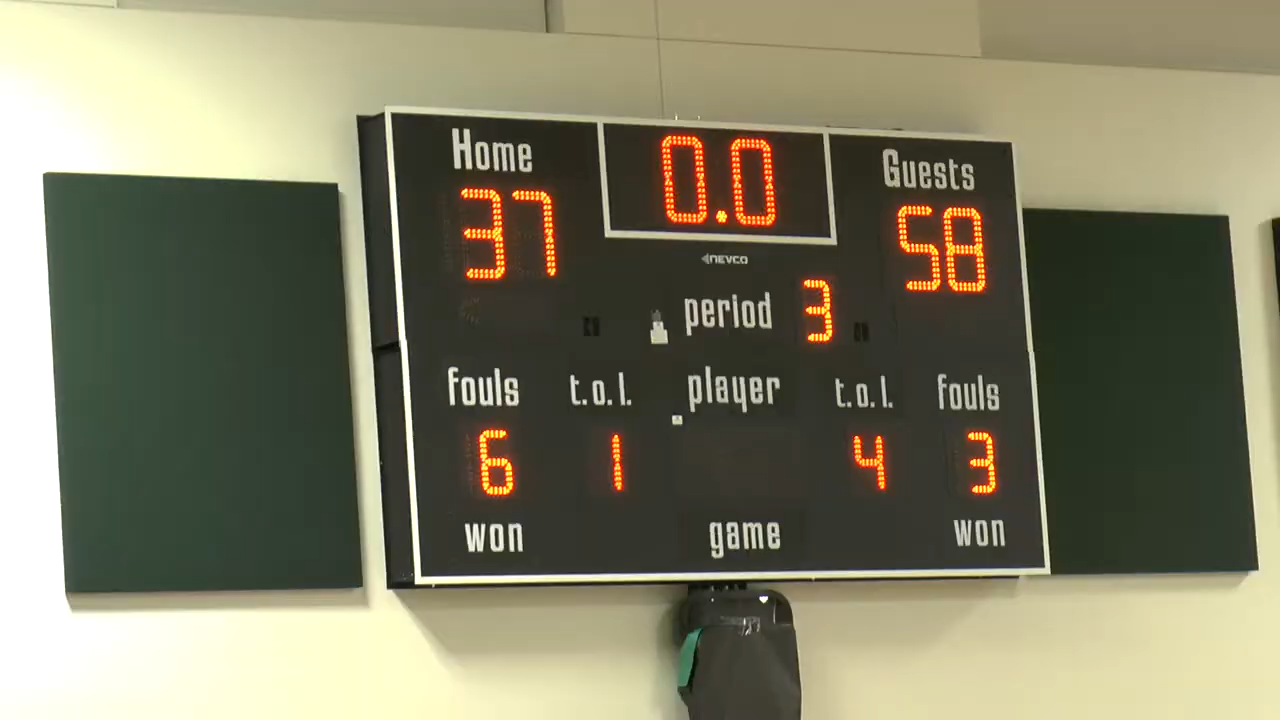 Home 0.0 Guests
37 58
NEVCO
period 3
fouls t.o.l. player t.o.l. fouls
6 1 4 3
won game won